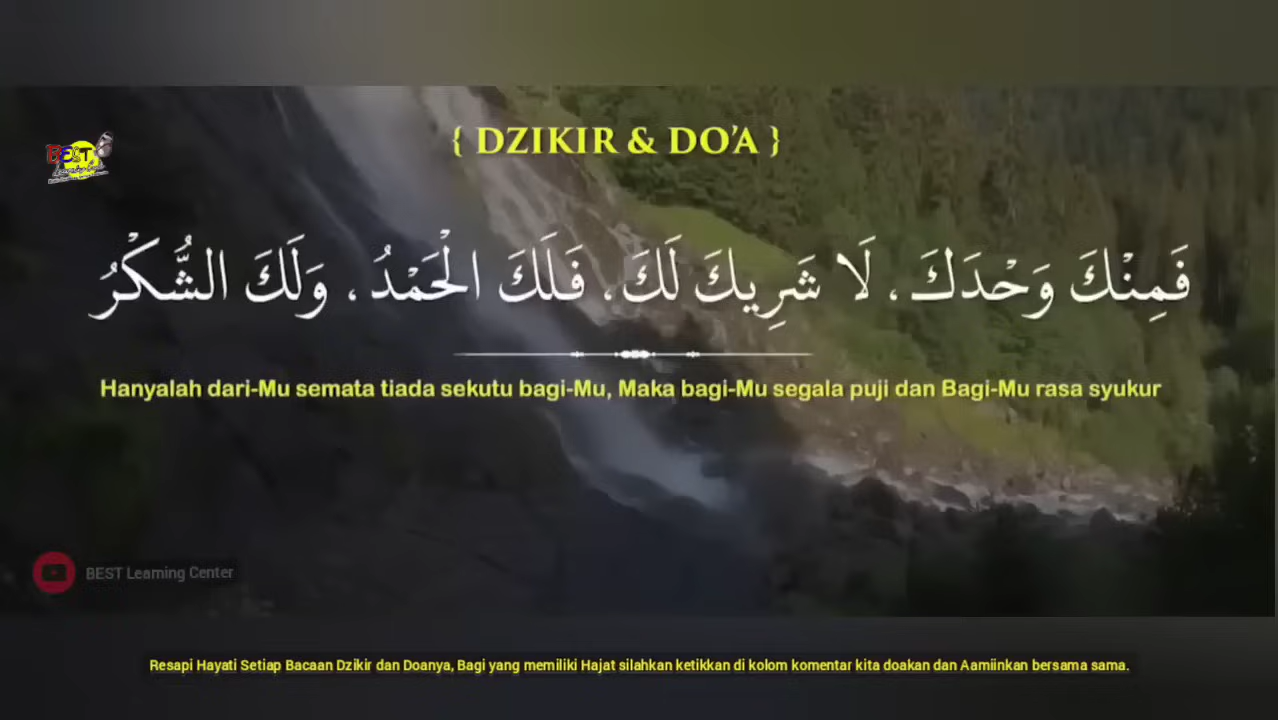 { DZIKIR & DO'A }
BEST
فَمِنْكَ وَحْدَكَ، لَا شَرِيكَ لَكَ، فَلَكَ الْحَمْدُ، وَلَكَ الشُّكْرُ
Hanyalah dari-Mu semata tiada sekutu bagi-Mu, Maka bagi-Mu segala puji dan Bagi-Mu rasa syukur
BEST Learning Center
Resapi Hayati Setiap Bacaan Dzikir dan Doanya, Bagi yang memiliki Hajat silahkan ketikkan di kolom komentar kita doakan dan Aamiinkan bersama sama.